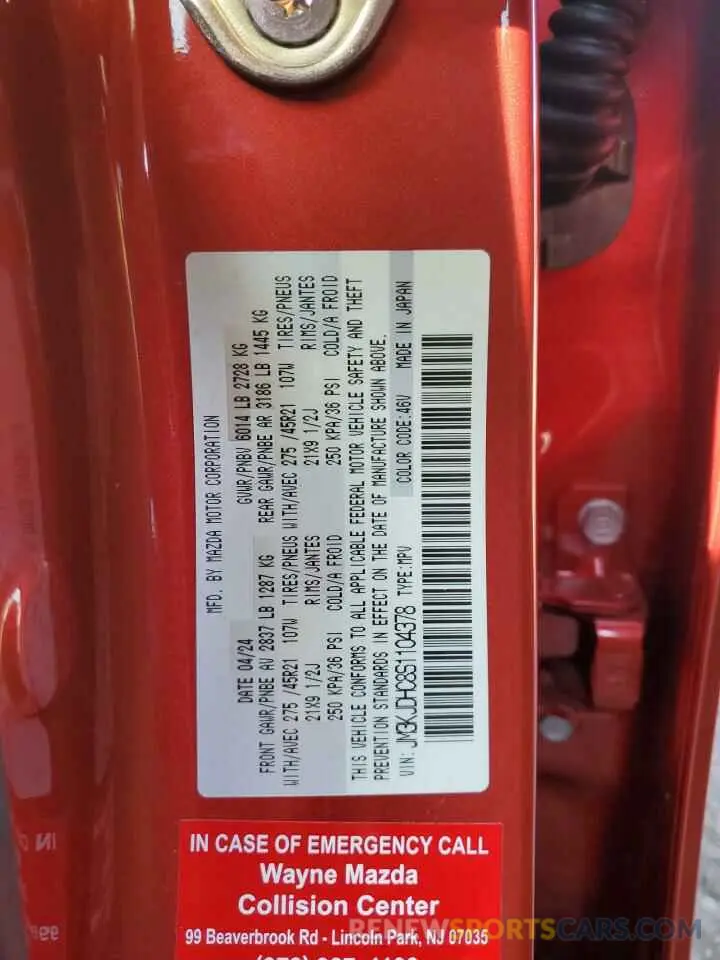 MFD. BY MAZDA MOTOR CORPORATION
DATE 04/24 GVWR/PNBV 6014 LB 2728 KG
FRONT GAWR/PNBE AV 2837 LB 1287 KG REAR GAWR/PNBE AR 3186 LB 1445 KG
WITH/AVEC 275 /45R21 107W TIRES/PNEUS WITH/AVEC 275 /45R21 107W TIRES/PNEUS
21X9 1/2J RIMS/JANTES 21X9 1/2J RIMS/JANTES
250 KPA/36 PSI COLD/A FROID 250 KPA/36 PSI COLD/A FROID
THIS VEHICLE CONFORMS TO ALL APPLICABLE FEDERAL MOTOR VEHICLE SAFETY AND THEFT
PREVENTION STANDARDS IN EFFECT ON THE DATE OF MANUFACTURE SHOWN ABOVE.
VIN: JM3KJDHC8S1104378 TYPE:MPV COLOR CODE:46V MADE IN JAPAN
IN CASE OF EMERGENCY CALL
Wayne Mazda
Collision Center
99 Beaverbrook Rd - Lincoln Park, NJ 07035
RENEWSPORTSCARS.COM